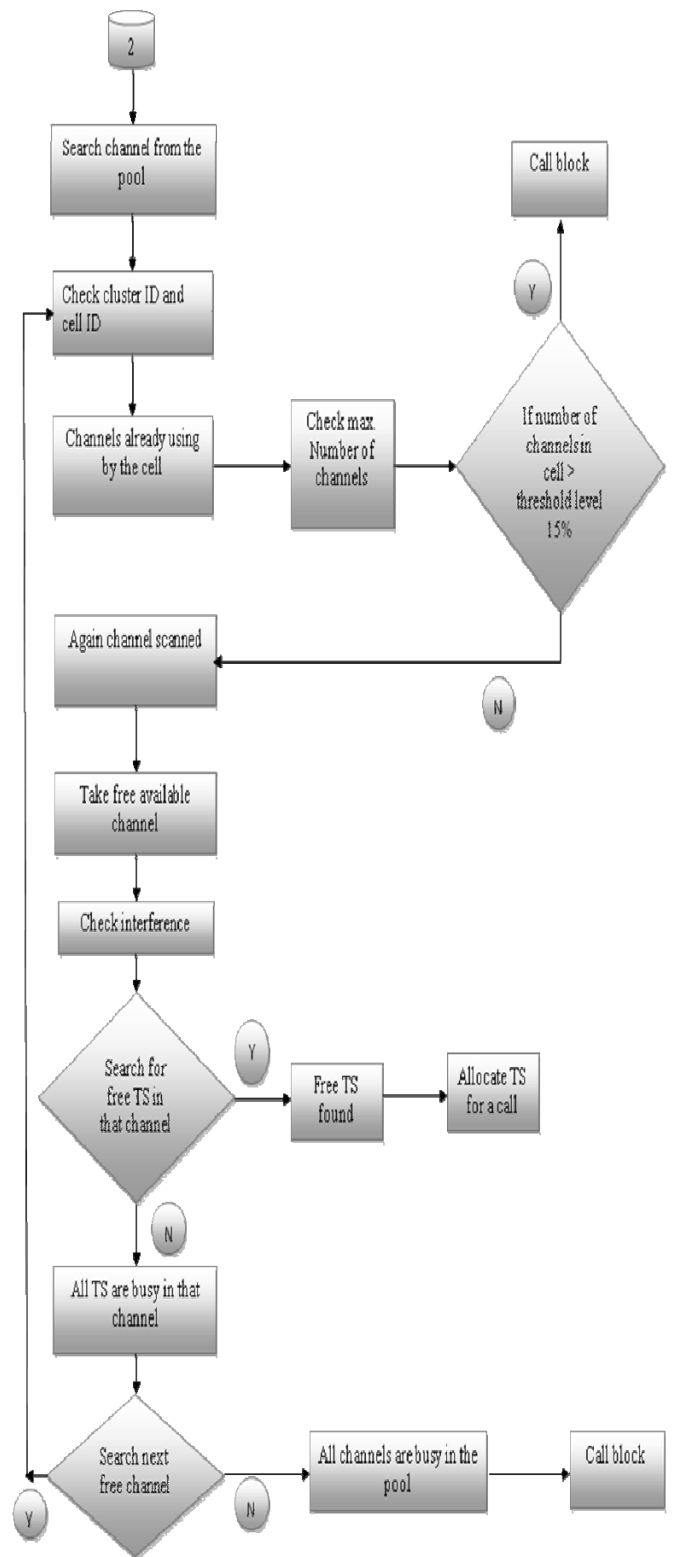 2
Search channel from the
pool
Call block
Y
Check cluster ID and
cell ID
Channels already using
by the cell
Check max.
Number of
channels
If number of
channels in
cell >
threshold level
15%
Again channel scanned
N
Take free available
channel
Check interference
Search for
free TS in
that channel
Y
Free TS
found
Allocate TS
for a call
N
All TS are busy in that
channel
Search next
free channel
Y
N
All channels are busy in the
pool
Call block